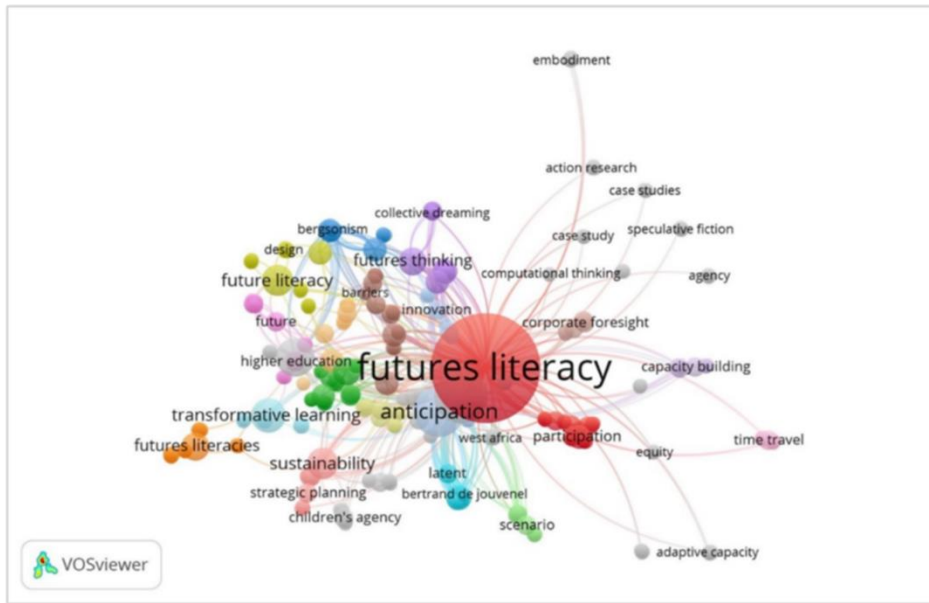 embodiment
action research
case studies
collective dreaming
bergsonism
speculative fiction
case study
design
futures thinking
computational thinking
agency
future literacy
barriers
innovation
future
corporate foresight
higher education
futures literacy
capacity building
anticipation
transformative learning
west africa
participation
time travel
futures literacies
equity
sustainability
latent
strategic planning
bertrand de jouvenel
children's agency
scenario
adaptive capacity
VOSviewer